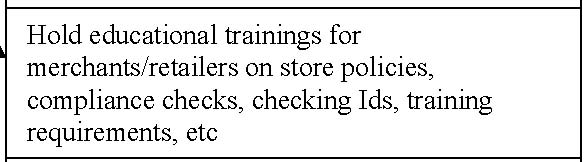 Hold educational trainings for
merchants/retailers on store policies,
compliance checks, checking Ids, training
requirements, etc